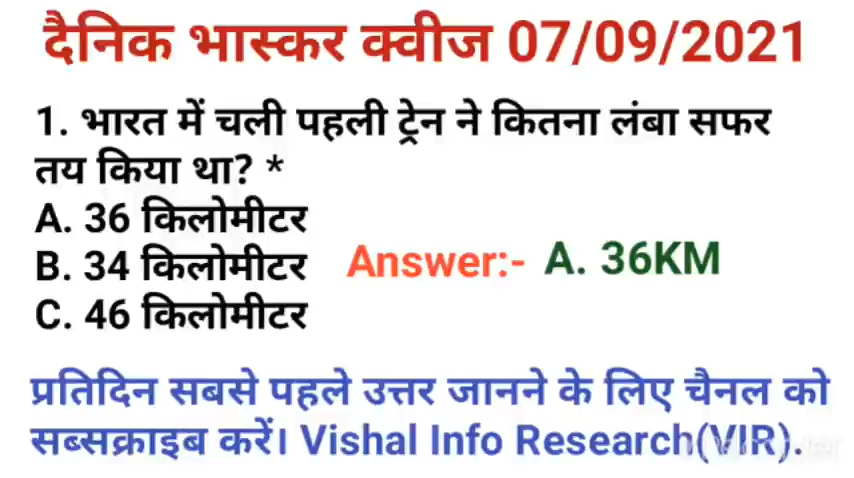 दैनिक भास्कर क्वीज 07/09/2021
1. भारत में चली पहली ट्रेन ने कितना लंबा सफर
तय किया था? *
A. 36 किलोमीटर
B. 34 किलोमीटर
C. 46 किलोमीटर
Answer:- A. 36KM
प्रतिदिन सबसे पहले उत्तर जानने के लिए चैनल को
सब्सक्राइब करें। Vishal Info Research(VIR).